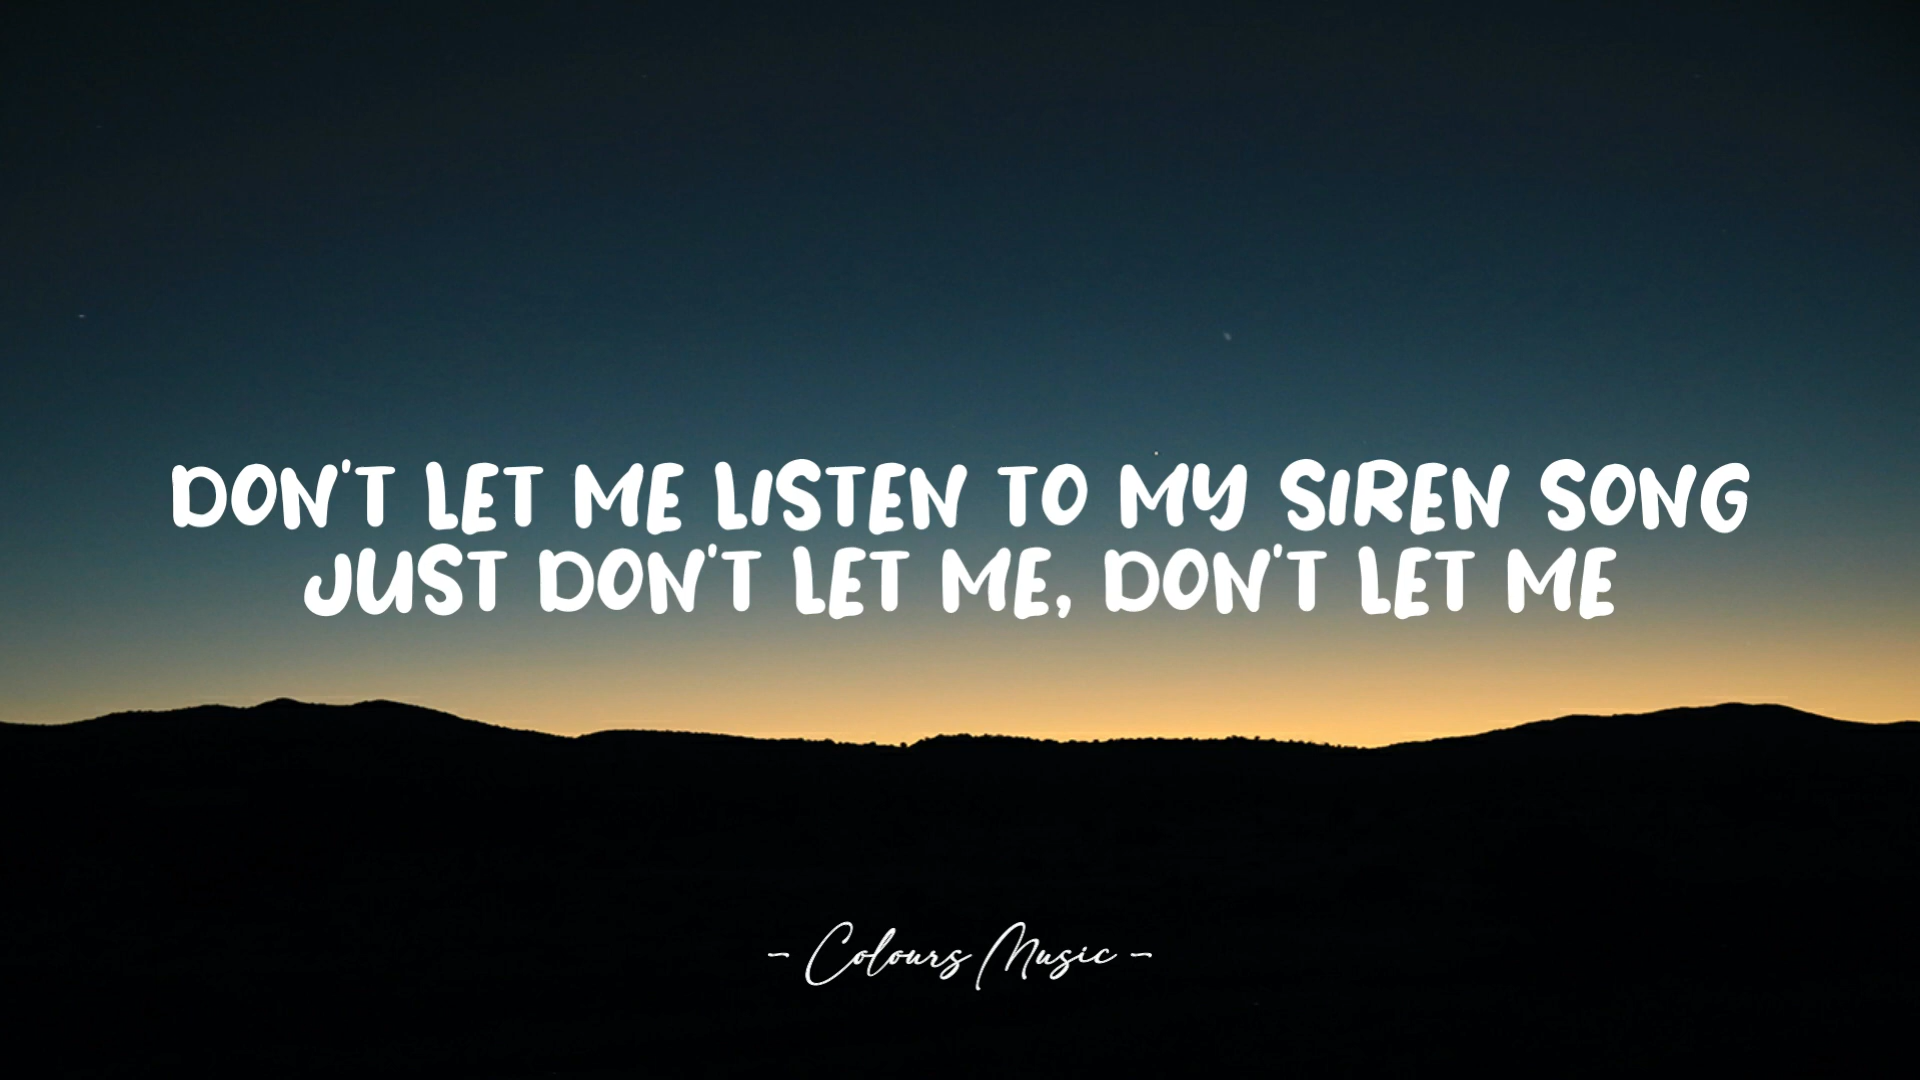 DON'T LET ME LISTEN TO MY SIREN SONG
JUST DON'T LET ME, DON'T LET ME
- Colours Music -